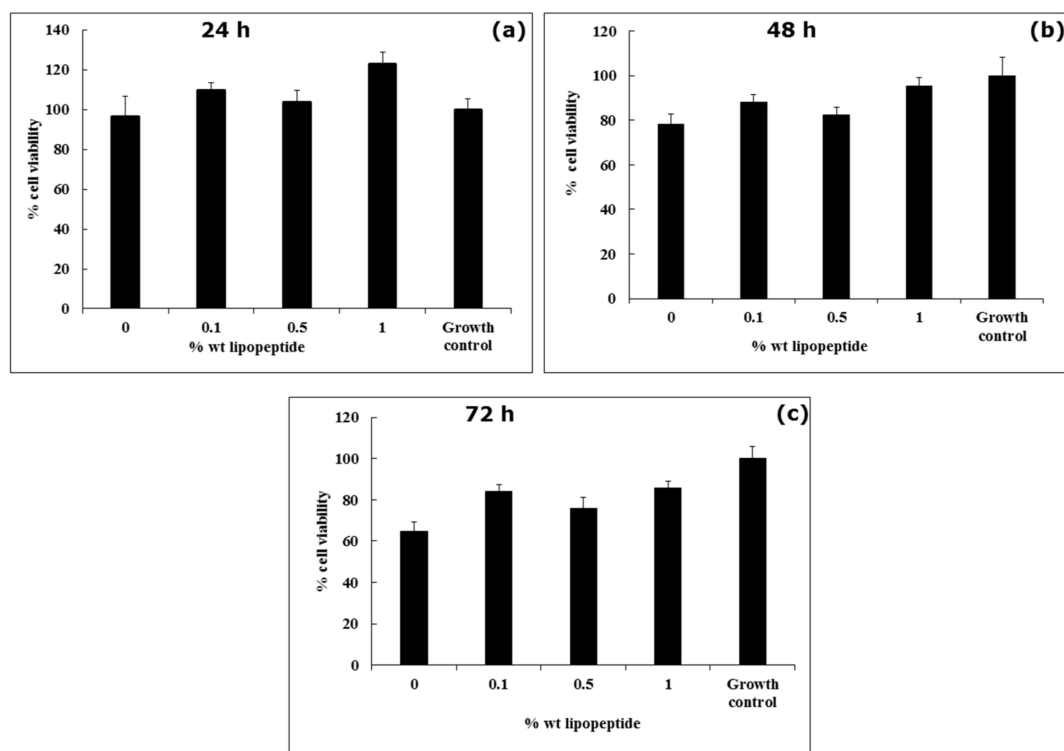 24 h
(a)
% cell viability
140
120
100
80
60
40
20
0
0 0.1 0.5 1 Growth
control
% wt lipopeptide
48 h
(b)
% cell viability
120
100
80
60
40
20
0
0 0.1 0.5 1 Growth
control
% wt lipopeptide
72 h
(c)
% cell viability
120
100
80
60
40
20
0
0 0.1 0.5 1 Growth
control
% wt lipopeptide